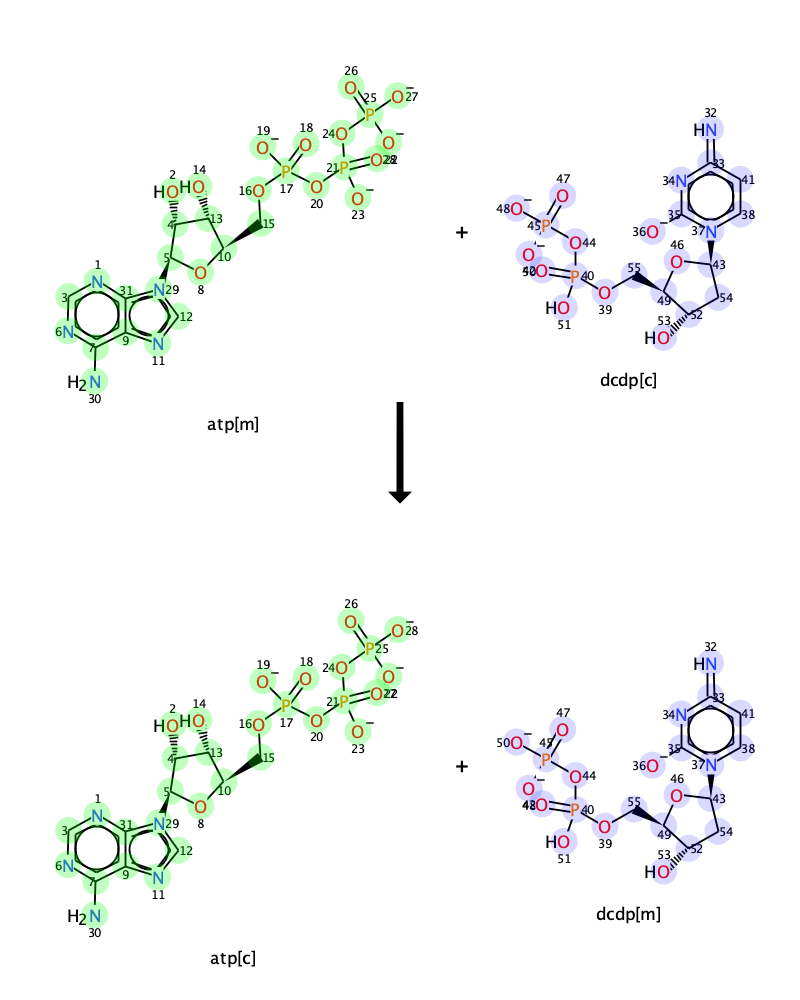 26
25
O
O⁻
27
O
24
P
O⁻
19
18
O⁻
O
P
17
16
O
O
20
21
P
O
28
O⁻
23
2
14
HO
HO
4
13
15
5
10
O
8
1
N
31
N
29
3
12
6
N
9
N
11
7
H2N
30
atp[m]
+
32
HN
33
34
N
41
35
38
36
O⁻
37
N
47
48
O⁻
O
45
P
O
44
46
O
43
O⁻
O
P
40
55
49
54
HO
51
O
39
52
53
HO
dcdp[c]
26
O
O⁻
28
P
25
24
O
O⁻
19
18
O⁻
O
P
17
16
O
O
20
21
P
O
O⁻
23
2
14
HO
HO
4
13
15
5
10
O
8
1
N
31
N
29
3
12
6
N
9
N
11
7
H2N
30
atp[c]
+
32
HN
33
34
N
41
35
38
36
O⁻
37
N
47
50
O⁻
O
45
P
O
44
46
O
43
O⁻
O
P
40
55
49
54
HO
51
O
39
52
53
HO
dcdp[m]